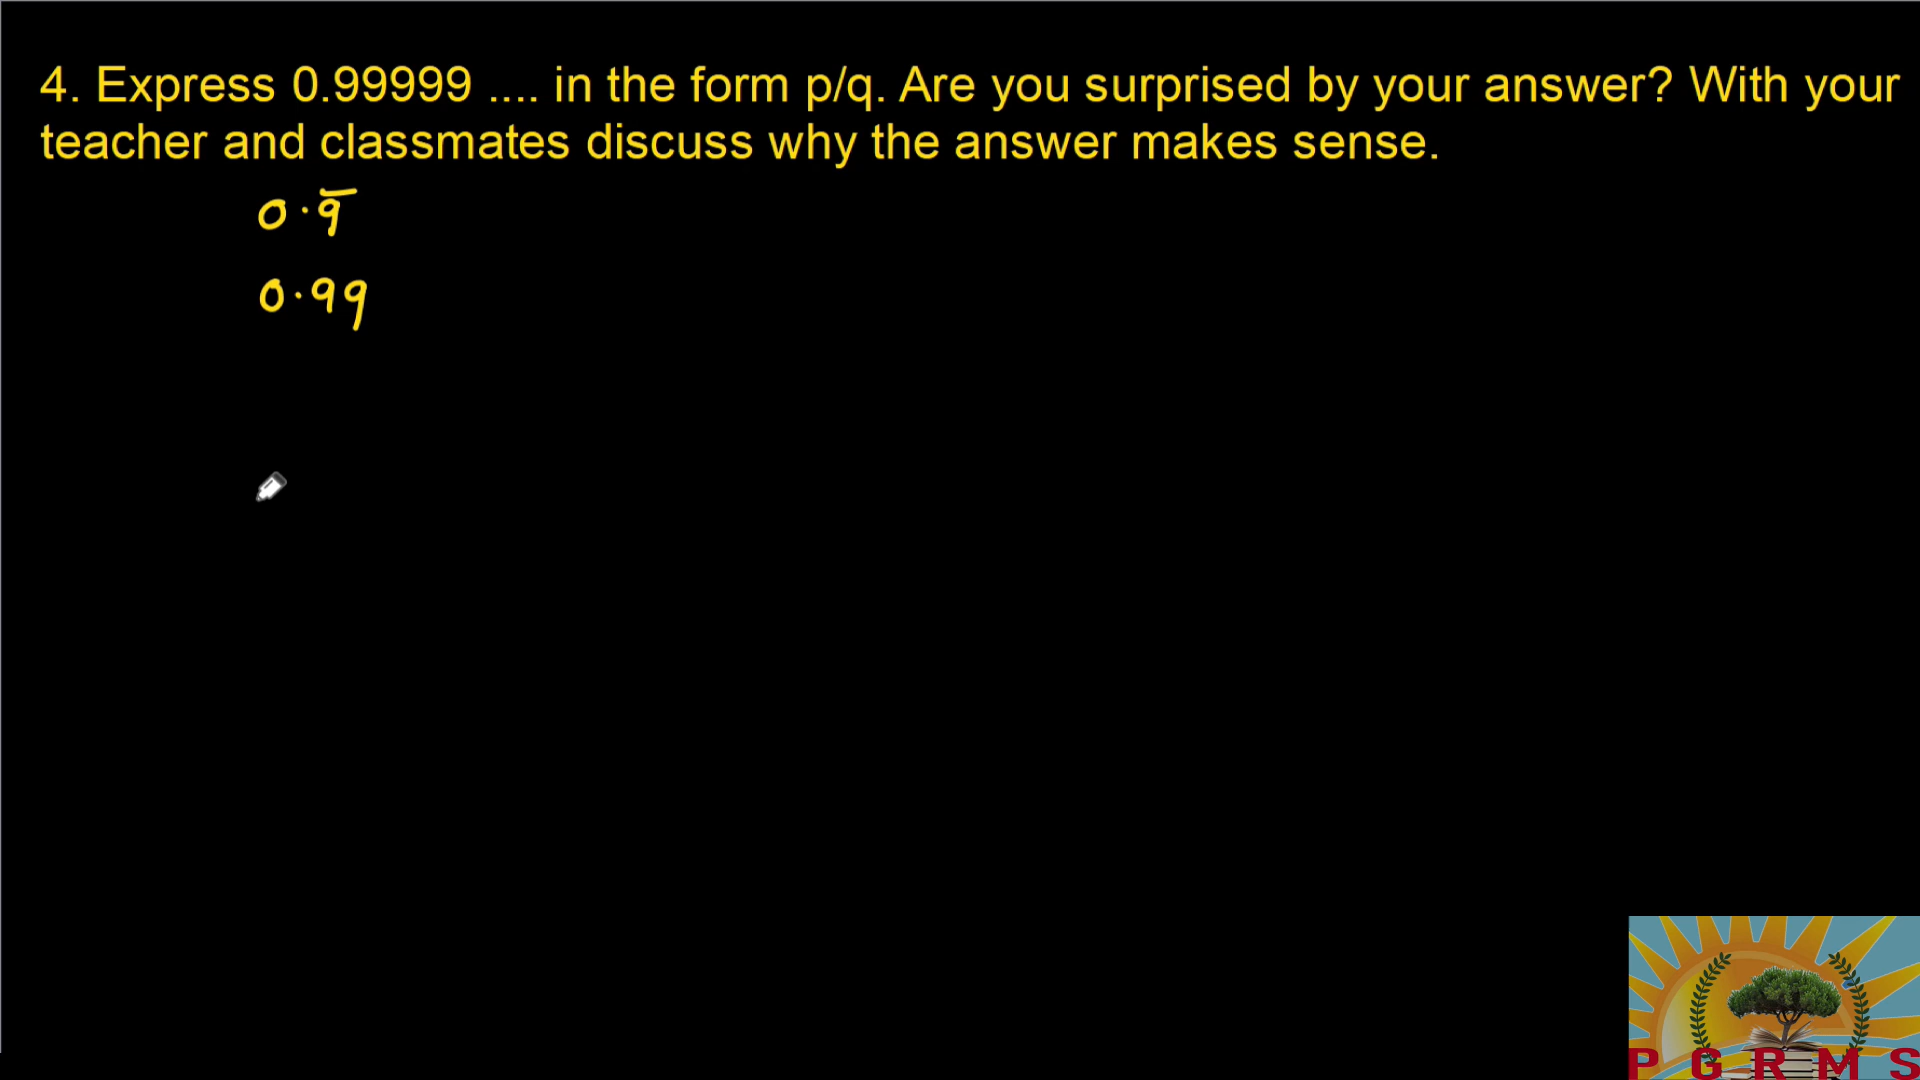 4. Express 0.99999 .... in the form p/q. Are you surprised by your answer? With your
teacher and classmates discuss why the answer makes sense.
0.9̅
0.99
P G R M S